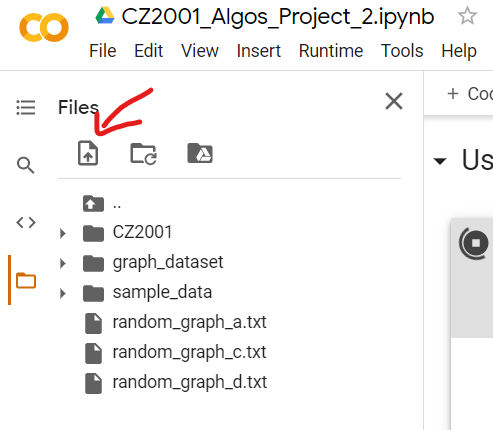 CZ2001_Algos_Project_2.ipynb
File Edit View Insert Runtime Tools Help
Files
+ Co
Us
..
CZ2001
graph_dataset
sample_data
random_graph_a.txt
random_graph_c.txt
random_graph_d.txt